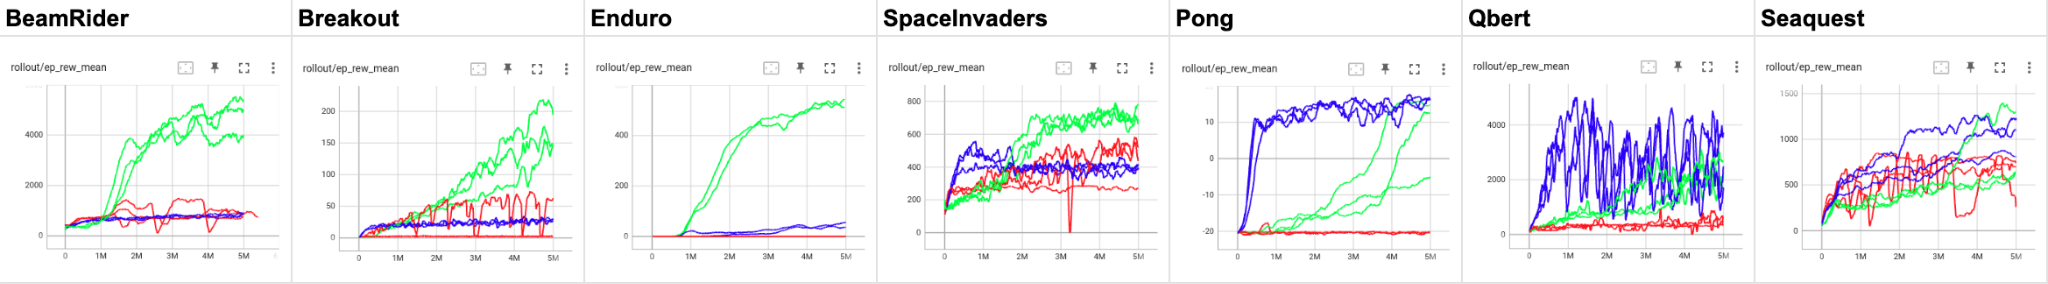 BeamRider
rollout/ep_rew_mean
4000
2000
0
0 1M 2M 3M 4M 5M
Breakout
rollout/ep_rew_mean
200
150
100
50
0
0 1M 2M 3M 4M 5M
Enduro
rollout/ep_rew_mean
400
200
0
0 1M 2M 3M 4M 5M
SpaceInvaders
rollout/ep_rew_mean
800
600
400
200
0
0 1M 2M 3M 4M 5M
Pong
rollout/ep_rew_mean
10
0
-10
-20
0 1M 2M 3M 4M 5M
Qbert
rollout/ep_rew_mean
4000
2000
0
0 1M 2M 3M 4M 5M
Seaquest
rollout/ep_rew_mean
1500
1000
500
0
0 1M 2M 3M 4M 5M